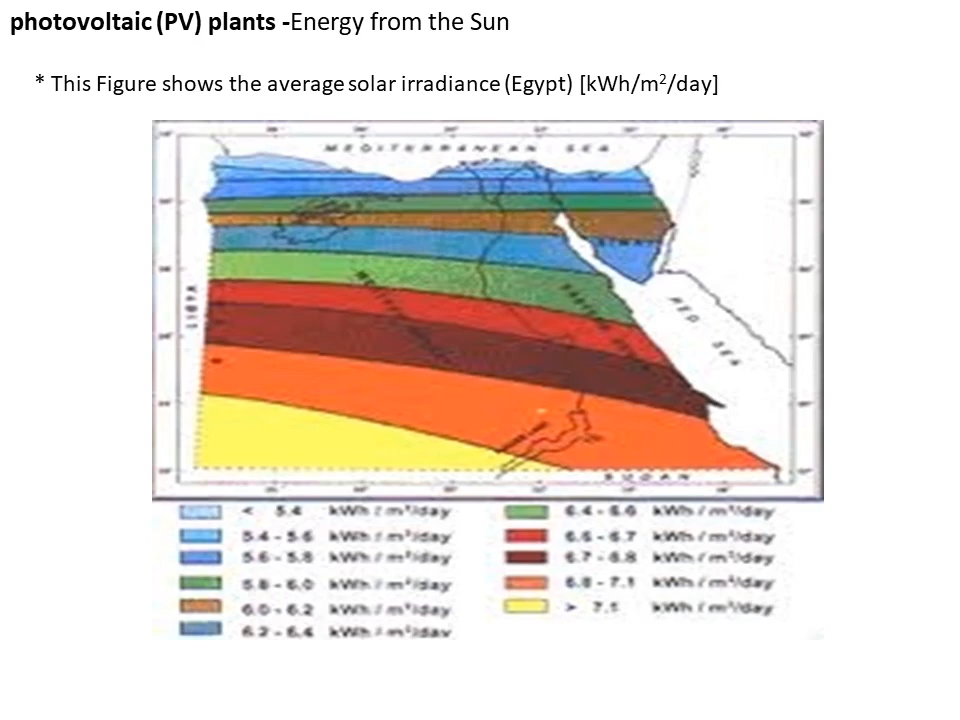 photovoltaic (PV) plants -Energy from the Sun
* This Figure shows the average solar irradiance (Egypt) [kWh/m²/day]
MEDITERRANEAN SEA
LIBYA
RED SEA
SUDAN
< 5.4 kWh / m²/day
5.4 - 5.6 kWh / m²/day
5.6 - 5.8 kWh / m²/day
5.8 - 6.0 kWh / m²/day
6.0 - 6.2 kWh / m²/day
6.2 - 6.4 kWh / m²/day
6.4 - 6.6 kWh / m²/day
6.6 - 6.7 kWh / m²/day
6.7 - 6.8 kWh / m²/day
6.8 - 7.1 kWh / m²/day
> 7.1 kWh / m²/day